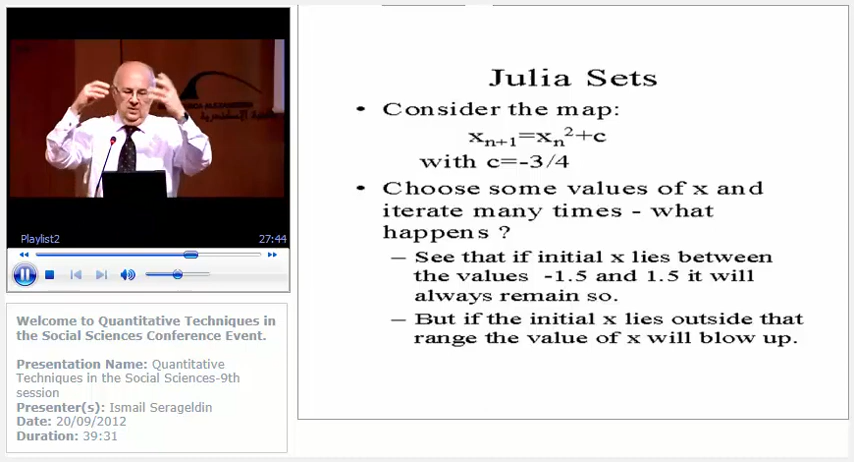 Playlist2
27:44
Welcome to Quantitative Techniques in
the Social Sciences Conference Event.
Presentation Name: Quantitative
Techniques in the Social Sciences-9th
session
Presenter(s): Ismail Serageldin
Date: 20/09/2012
Duration: 39:31
Julia Sets
• Consider the map:
xₙ₊₁=xₙ²+c
with c=-3/4
• Choose some values of x and
iterate many times - what
happens ?
– See that if initial x lies between
the values -1.5 and 1.5 it will
always remain so.
– But if the initial x lies outside that
range the value of x will blow up.